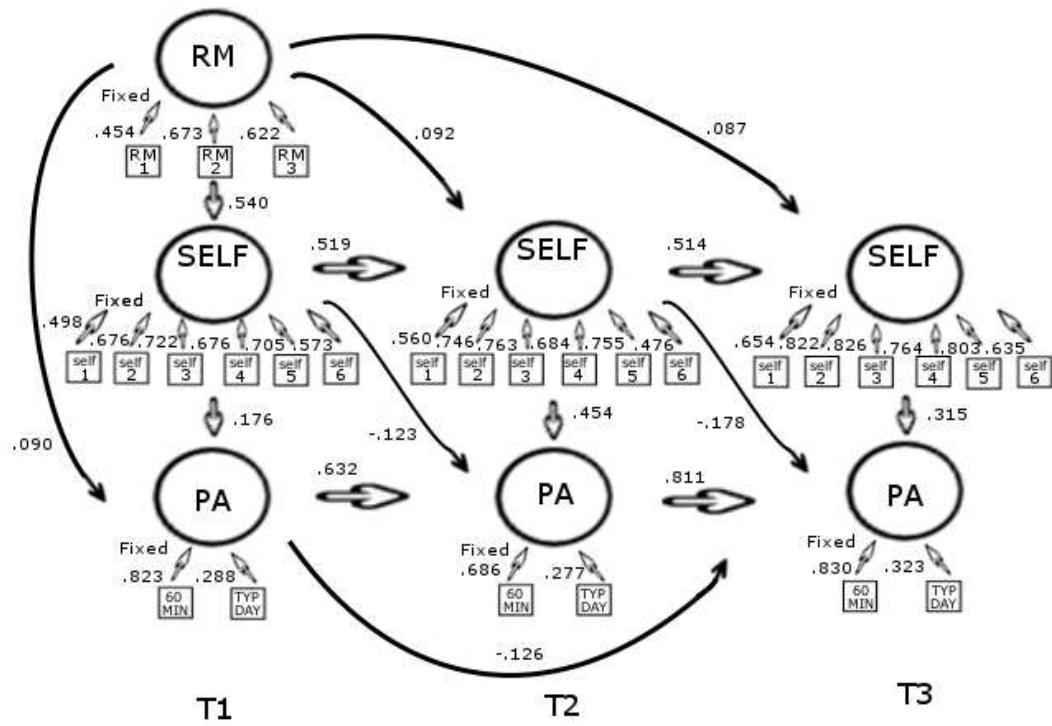 RM
Fixed
.454 .673 .622
RM 1
RM 2
RM 3
.092
.087
.540
SELF
SELF
SELF
.519
.514
Fixed
Fixed
Fixed
.498 .676 .722 .676 .705 .573
.560 .746 .763 .684 .755 .476
.654 .822 .826 .764 .803 .635
self 1
self 2
self 3
self 4
self 5
self 6
self 1
self 2
self 3
self 4
self 5
self 6
self 1
self 2
self 3
self 4
self 5
self 6
.176
.454
.315
-.123
-.178
.090
.632
.811
PA
PA
PA
Fixed
Fixed
Fixed
.823 .288
.686 .277
.830 .323
60 MIN
TYP DAY
60 MIN
TYP DAY
60 MIN
TYP DAY
-.126
T1
T2
T3